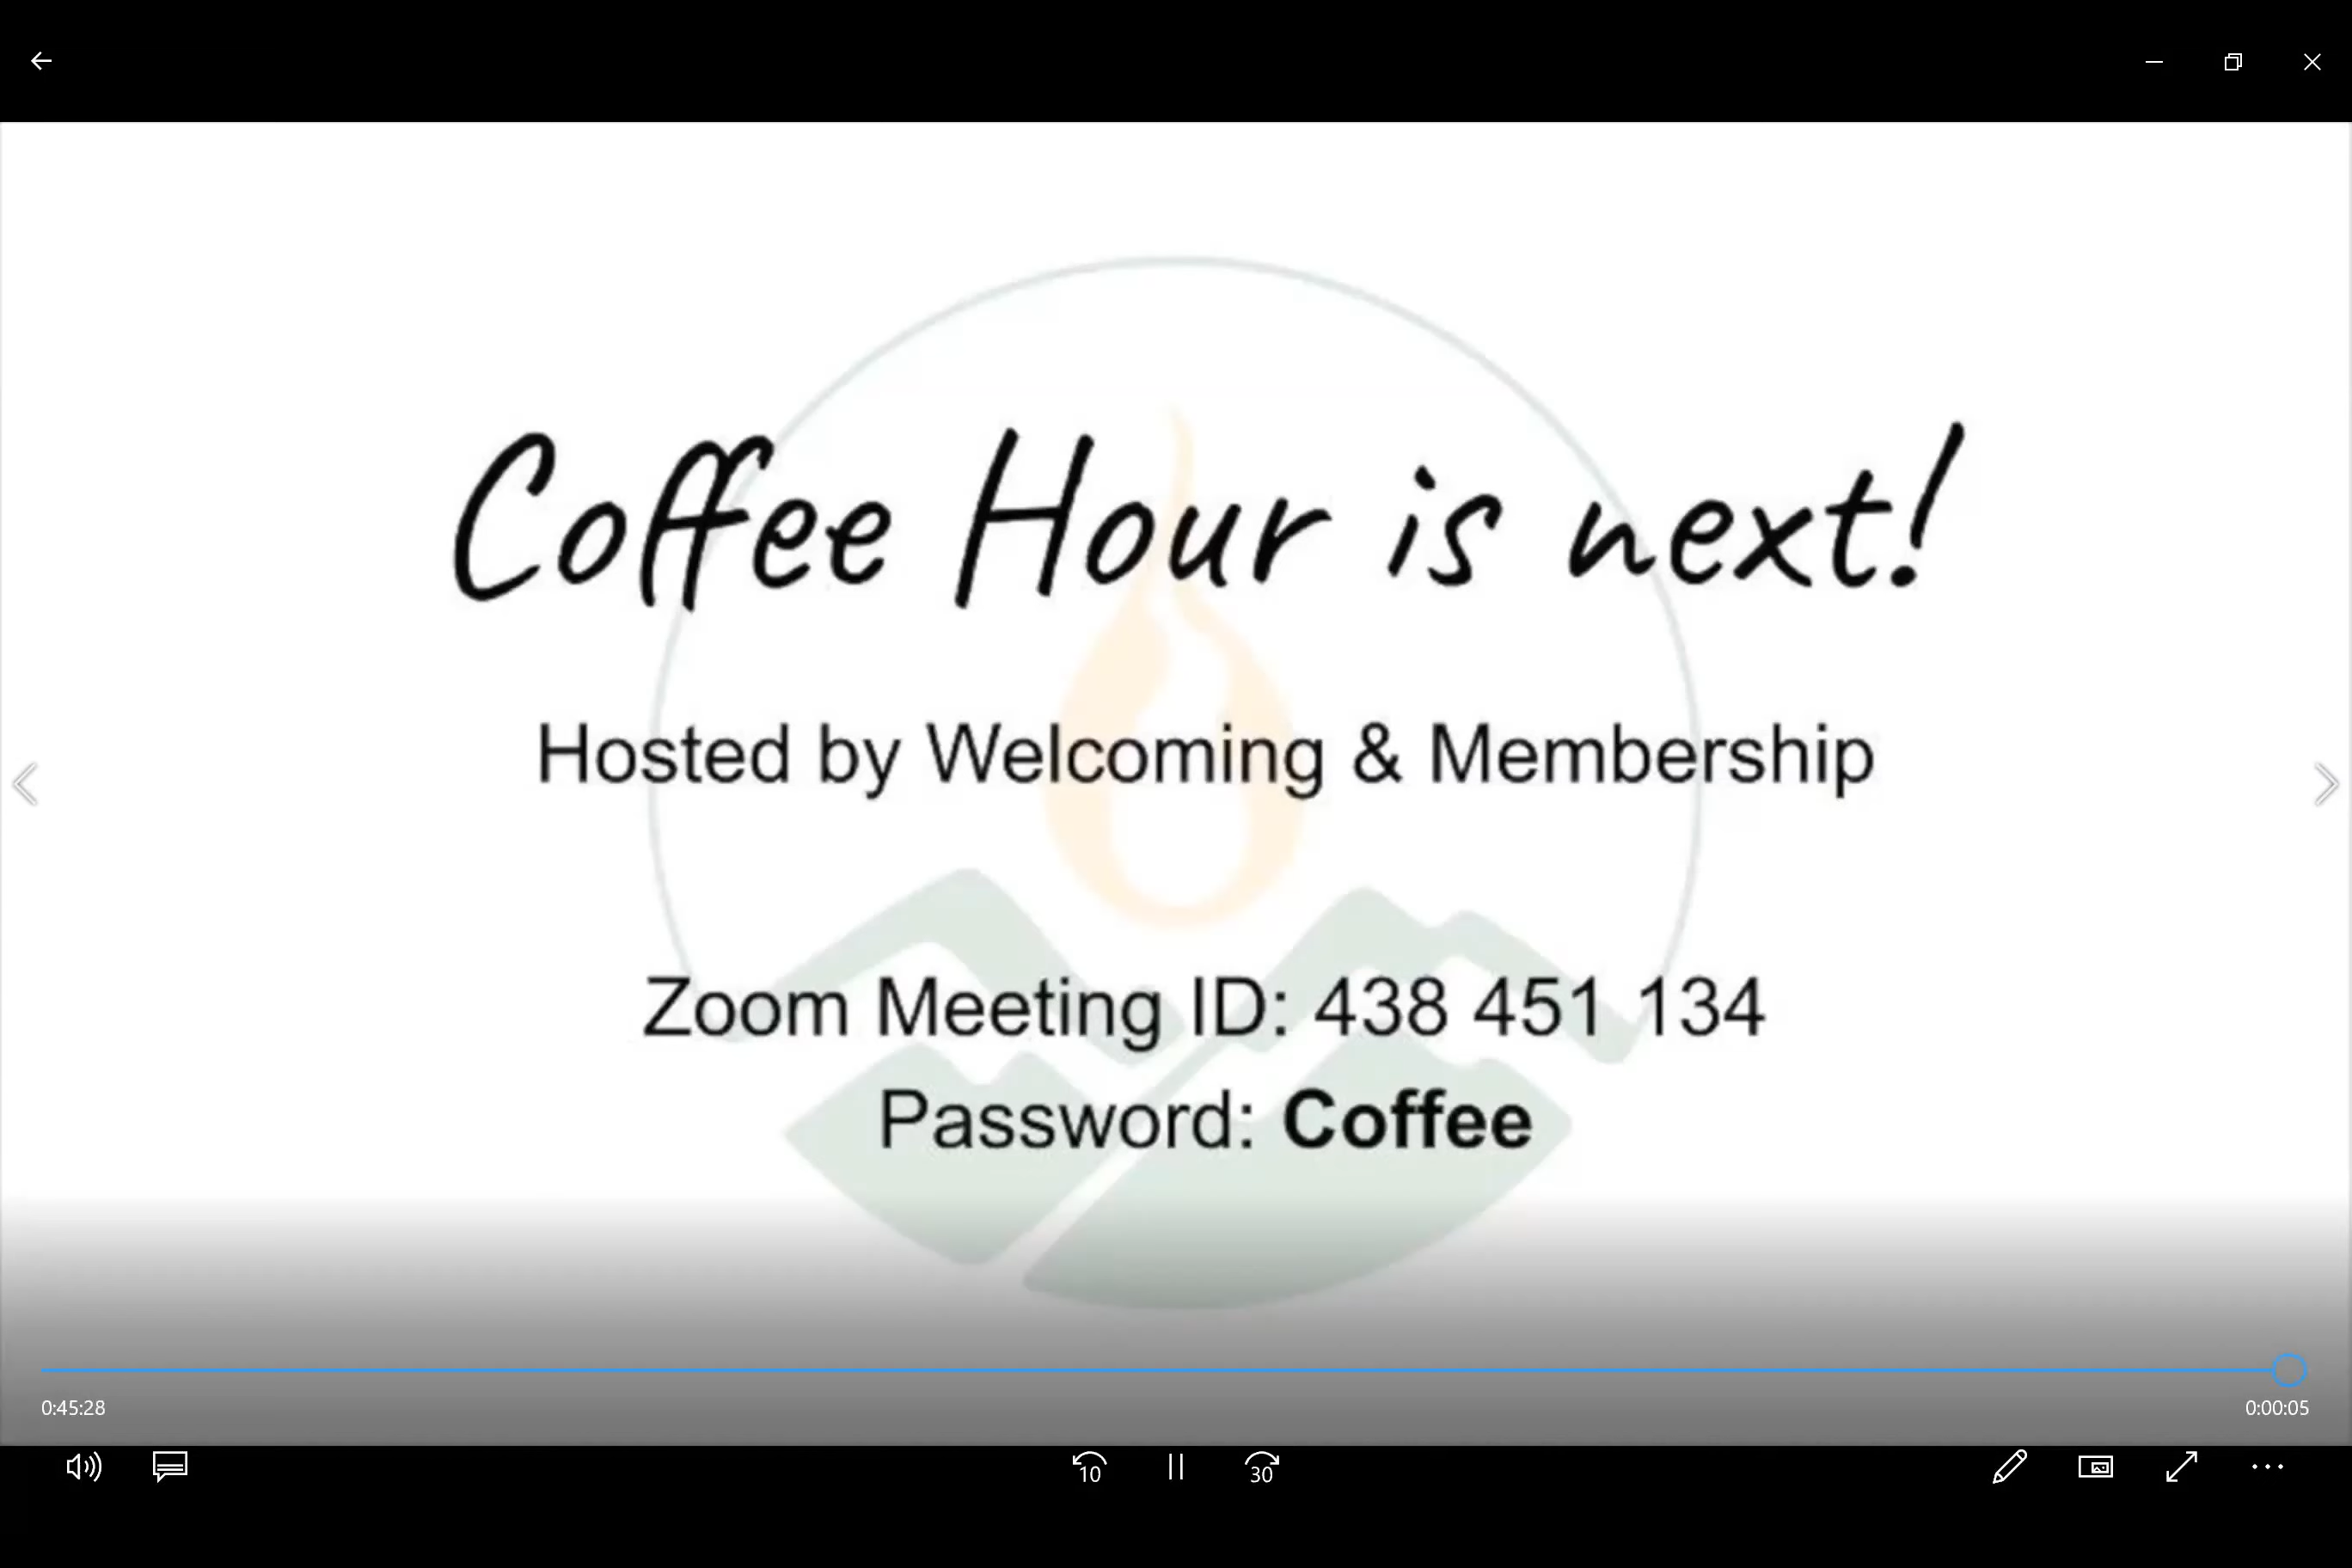 Coffee Hour is next!
Hosted by Welcoming & Membership
Zoom Meeting ID: 438 451 134
Password: Coffee
0:45:28
0:00:05
10
30